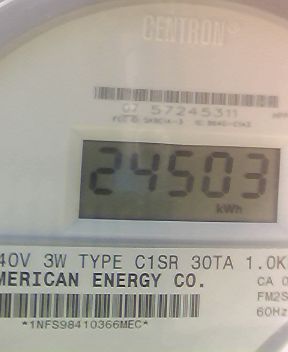 CENTRON®
57245311
24503
kWh
40V 3W TYPE C1SR 30TA 1.0K
MERICAN ENERGY CO.
CA 0
FM2S
60Hz
*1NFS98410366MEC*